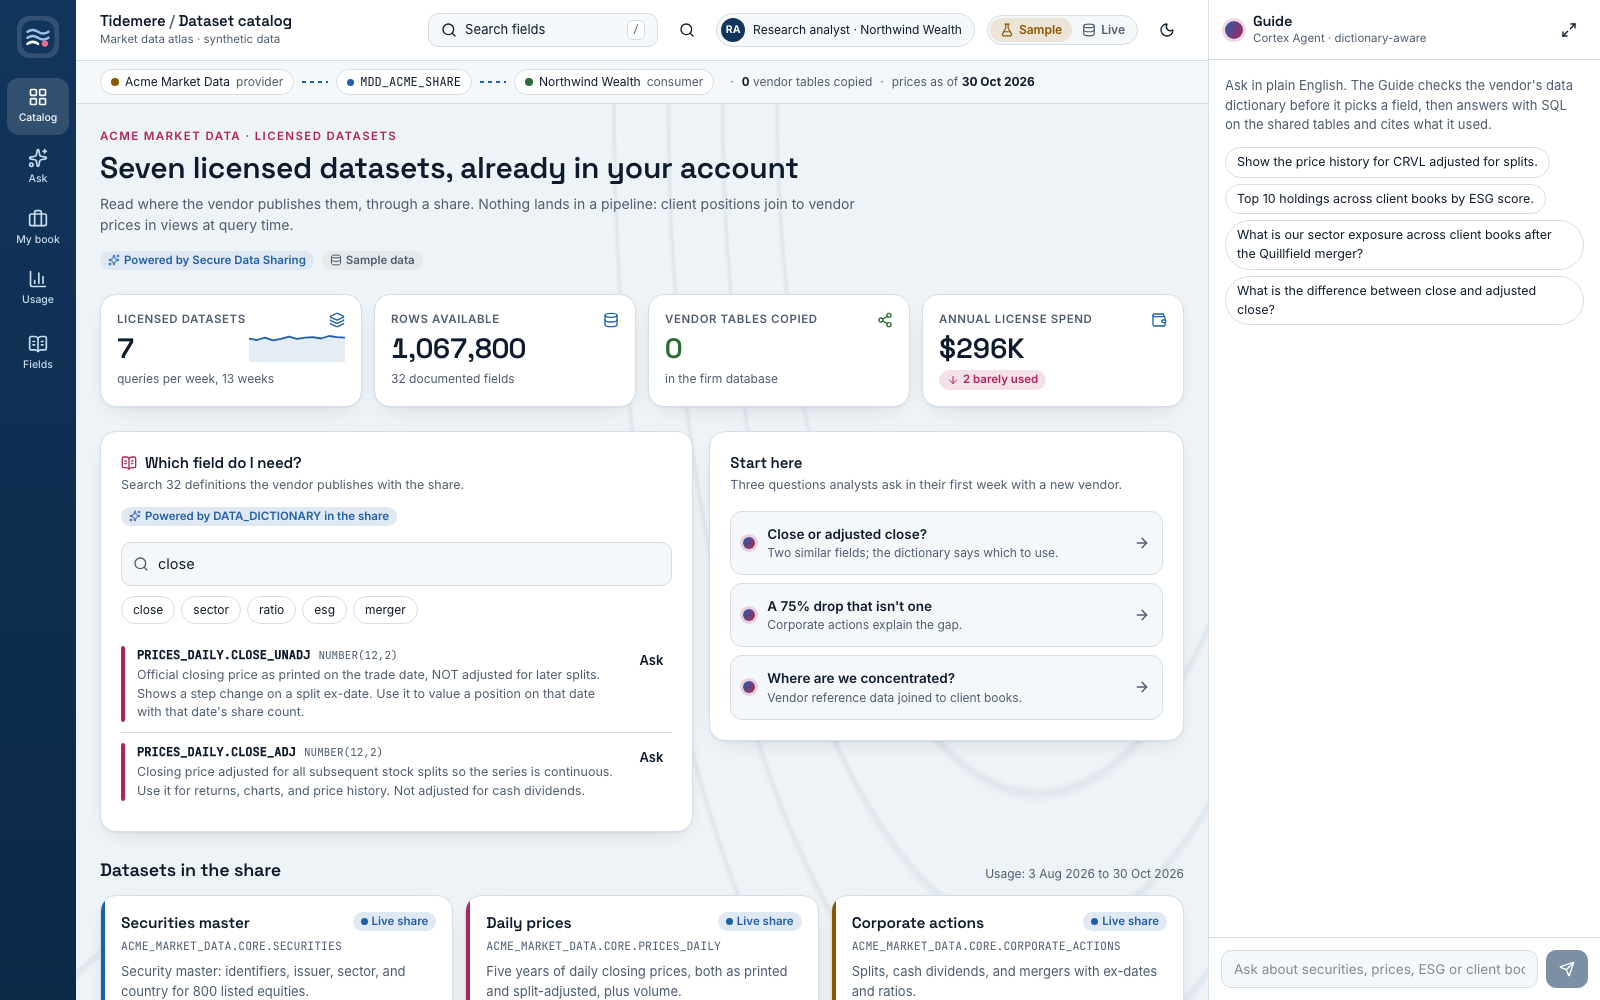 Catalog
Ask
My book
Usage
Fields
Tidemere / Dataset catalog
Market data atlas · synthetic data
Search fields
/
RA
Research analyst · Northwind Wealth
Sample
Live
Acme Market Data provider
MDD_ACME_SHARE
Northwind Wealth consumer
· 0 vendor tables copied · prices as of 30 Oct 2026
ACME MARKET DATA · LICENSED DATASETS
Seven licensed datasets, already in your account
Read where the vendor publishes them, through a share. Nothing lands in a pipeline: client positions join to vendor
prices in views at query time.
Powered by Secure Data Sharing
Sample data
LICENSED DATASETS
7
queries per week, 13 weeks
ROWS AVAILABLE
1,067,800
32 documented fields
VENDOR TABLES COPIED
0
in the firm database
ANNUAL LICENSE SPEND
$296K
2 barely used
Which field do I need?
Search 32 definitions the vendor publishes with the share.
Powered by DATA_DICTIONARY in the share
close
close
sector
ratio
esg
merger
PRICES_DAILY.CLOSE_UNADJ NUMBER(12,2)
Official closing price as printed on the trade date, NOT adjusted for later splits.
Shows a step change on a split ex-date. Use it to value a position on that date
with that date's share count.
Ask
PRICES_DAILY.CLOSE_ADJ NUMBER(12,2)
Closing price adjusted for all subsequent stock splits so the series is continuous.
Use it for returns, charts, and price history. Not adjusted for cash dividends.
Ask
Start here
Three questions analysts ask in their first week with a new vendor.
Close or adjusted close?
Two similar fields; the dictionary says which to use.
A 75% drop that isn't one
Corporate actions explain the gap.
Where are we concentrated?
Vendor reference data joined to client books.
Datasets in the share
Usage: 3 Aug 2026 to 30 Oct 2026
Securities master
Live share
ACME_MARKET_DATA.CORE.SECURITIES
Security master: identifiers, issuer, sector, and
country for 800 listed equities.
Daily prices
Live share
ACME_MARKET_DATA.CORE.PRICES_DAILY
Five years of daily closing prices, both as printed
and split-adjusted, plus volume.
Corporate actions
Live share
ACME_MARKET_DATA.CORE.CORPORATE_ACTIONS
Splits, cash dividends, and mergers with ex-dates
and ratios.
Guide
Cortex Agent · dictionary-aware
Ask in plain English. The Guide checks the vendor's data
dictionary before it picks a field, then answers with SQL
on the shared tables and cites what it used.
Show the price history for CRVL adjusted for splits.
Top 10 holdings across client books by ESG score.
What is our sector exposure across client books after
the Quillfield merger?
What is the difference between close and adjusted
close?
Ask about securities, prices, ESG or client boo